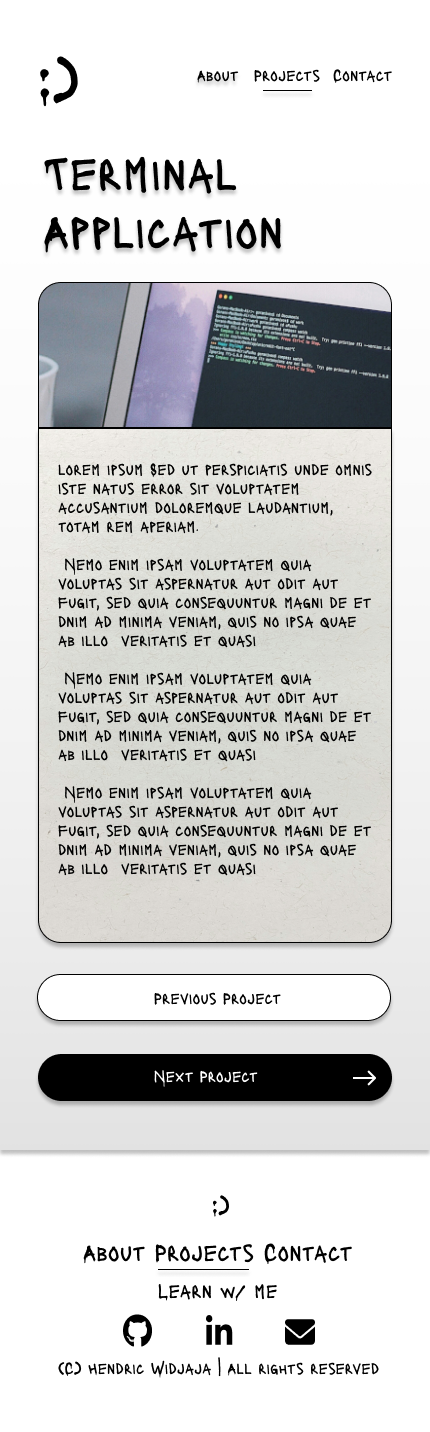 About Projects Contact
Terminal
Application
Lorem ipsum Sed ut perspiciatis unde omnis
iste natus error sit voluptatem
accusantium doloremque laudantium,
totam rem aperiam.
Nemo enim ipsam voluptatem quia
voluptas sit aspernatur aut odit aut
fugit, sed quia consequuntur magni de et
dnim ad minima veniam, quis no ipsa quae
ab illo veritatis et quasi
Nemo enim ipsam voluptatem quia
voluptas sit aspernatur aut odit aut
fugit, sed quia consequuntur magni de et
dnim ad minima veniam, quis no ipsa quae
ab illo veritatis et quasi
Nemo enim ipsam voluptatem quia
voluptas sit aspernatur aut odit aut
fugit, sed quia consequuntur magni de et
dnim ad minima veniam, quis no ipsa quae
ab illo veritatis et quasi
Previous project
Next project
About Projects Contact
Learn w/ me
in
(C) Hendric Widjaja | all rights reserved